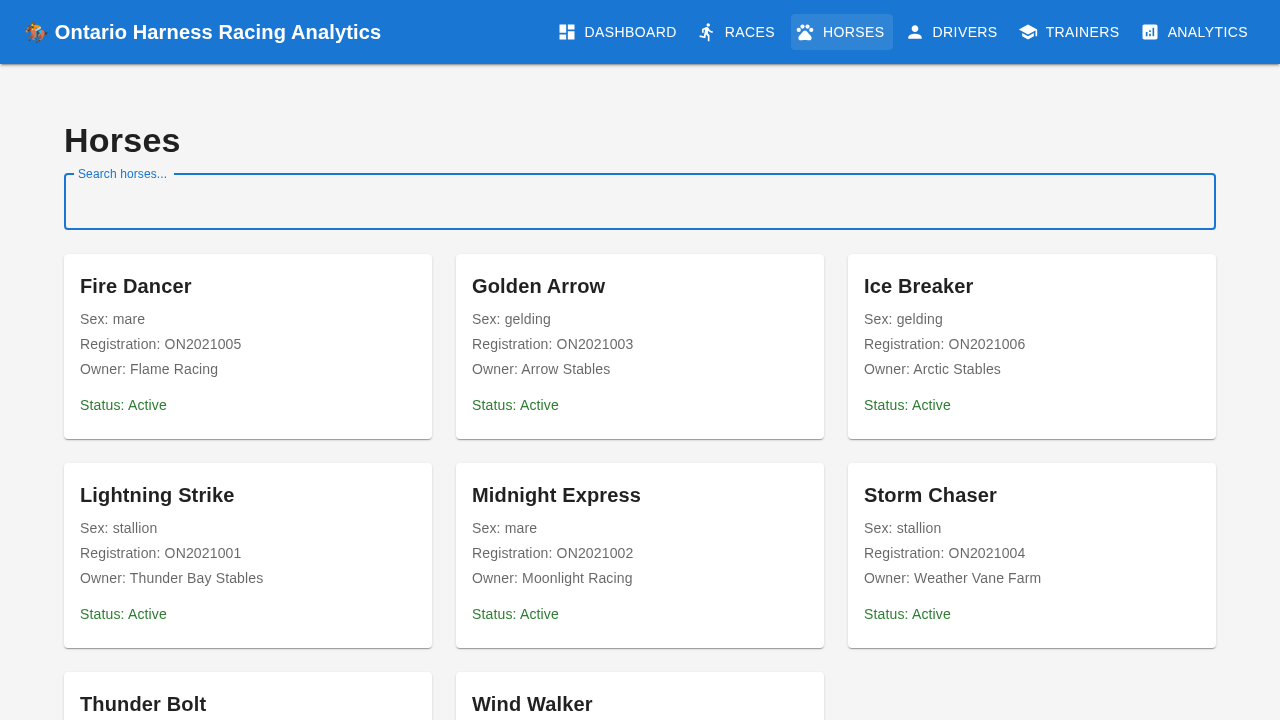 Ontario Harness Racing Analytics
DASHBOARD
RACES
HORSES
DRIVERS
TRAINERS
ANALYTICS
Horses
Search horses...
Fire Dancer
Sex: mare
Registration: ON2021005
Owner: Flame Racing
Status: Active
Golden Arrow
Sex: gelding
Registration: ON2021003
Owner: Arrow Stables
Status: Active
Ice Breaker
Sex: gelding
Registration: ON2021006
Owner: Arctic Stables
Status: Active
Lightning Strike
Sex: stallion
Registration: ON2021001
Owner: Thunder Bay Stables
Status: Active
Midnight Express
Sex: mare
Registration: ON2021002
Owner: Moonlight Racing
Status: Active
Storm Chaser
Sex: stallion
Registration: ON2021004
Owner: Weather Vane Farm
Status: Active
Thunder Bolt
Wind Walker